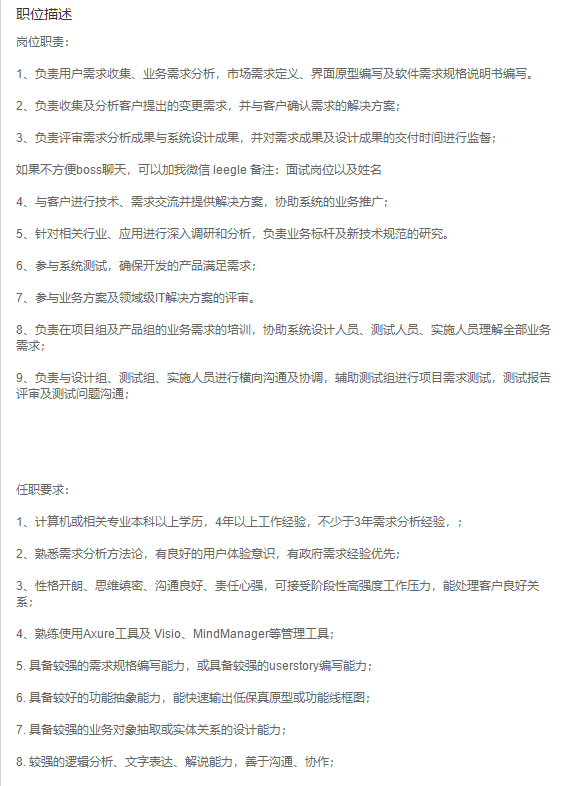 职位描述
岗位职责：
1、负责用户需求收集、业务需求分析，市场需求定义、界面原型编写及软件需求规格说明书编写。
2、负责收集及分析客户提出的变更需求，并与客户确认需求的解决方案；
3、负责评审需求分析成果与系统设计成果，并对需求成果及设计成果的交付时间进行监督；
如果不方便boss聊天，可以加我微信 leegle 备注：面试岗位以及姓名
4、与客户进行技术、需求交流并提供解决方案，协助系统的业务推广；
5、针对相关行业、应用进行深入调研和分析，负责业务标杆及新技术规范的研究。
6、参与系统测试，确保开发的产品满足需求；
7、参与业务方案及领域级IT解决方案的评审。
8、负责在项目组及产品组的业务需求的培训，协助系统设计人员、测试人员、实施人员理解全部业务
需求；
9、负责与设计组、测试组、实施人员进行横向沟通及协调，辅助测试组进行项目需求测试，测试报告
评审及测试问题沟通；
任职要求：
1、计算机或相关专业本科以上学历，4年以上工作经验，不少于3年需求分析经验，；
2、熟悉需求分析方法论，有良好的用户体验意识，有政府需求经验优先；
3、性格开朗、思维缜密、沟通良好、责任心强，可接受阶段性高强度工作压力，能处理客户良好关
系；
4、熟练使用Axure工具及 Visio、MindManager等管理工具；
5. 具备较强的需求规格编写能力，或具备较强的userstory编写能力；
6. 具备较好的功能抽象能力，能快速输出低保真原型或功能线框图；
7. 具备较强的业务对象抽取或实体关系的设计能力；
8. 较强的逻辑分析、文字表达、解说能力，善于沟通、协作；